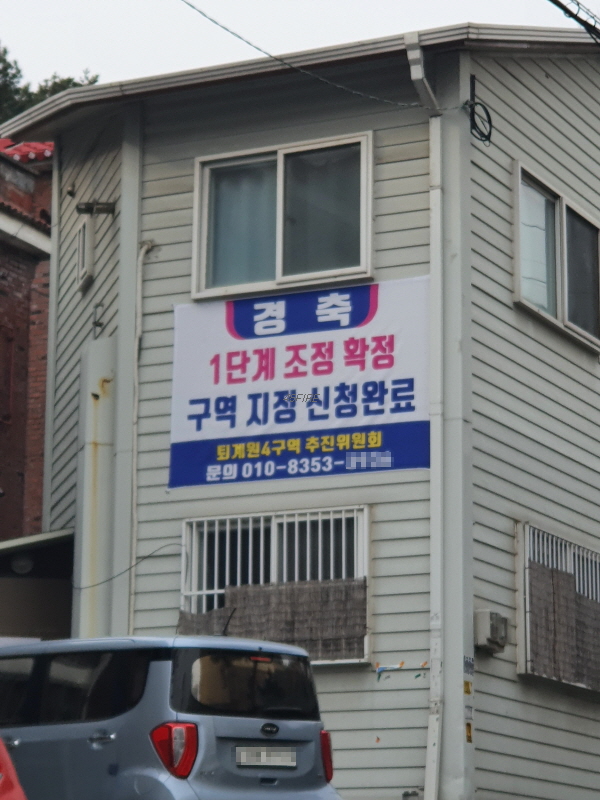 경 축
1단계 조정 확정
구역 지정 신청완료
퇴계원4구역 추진위원회
문의 010-8353-